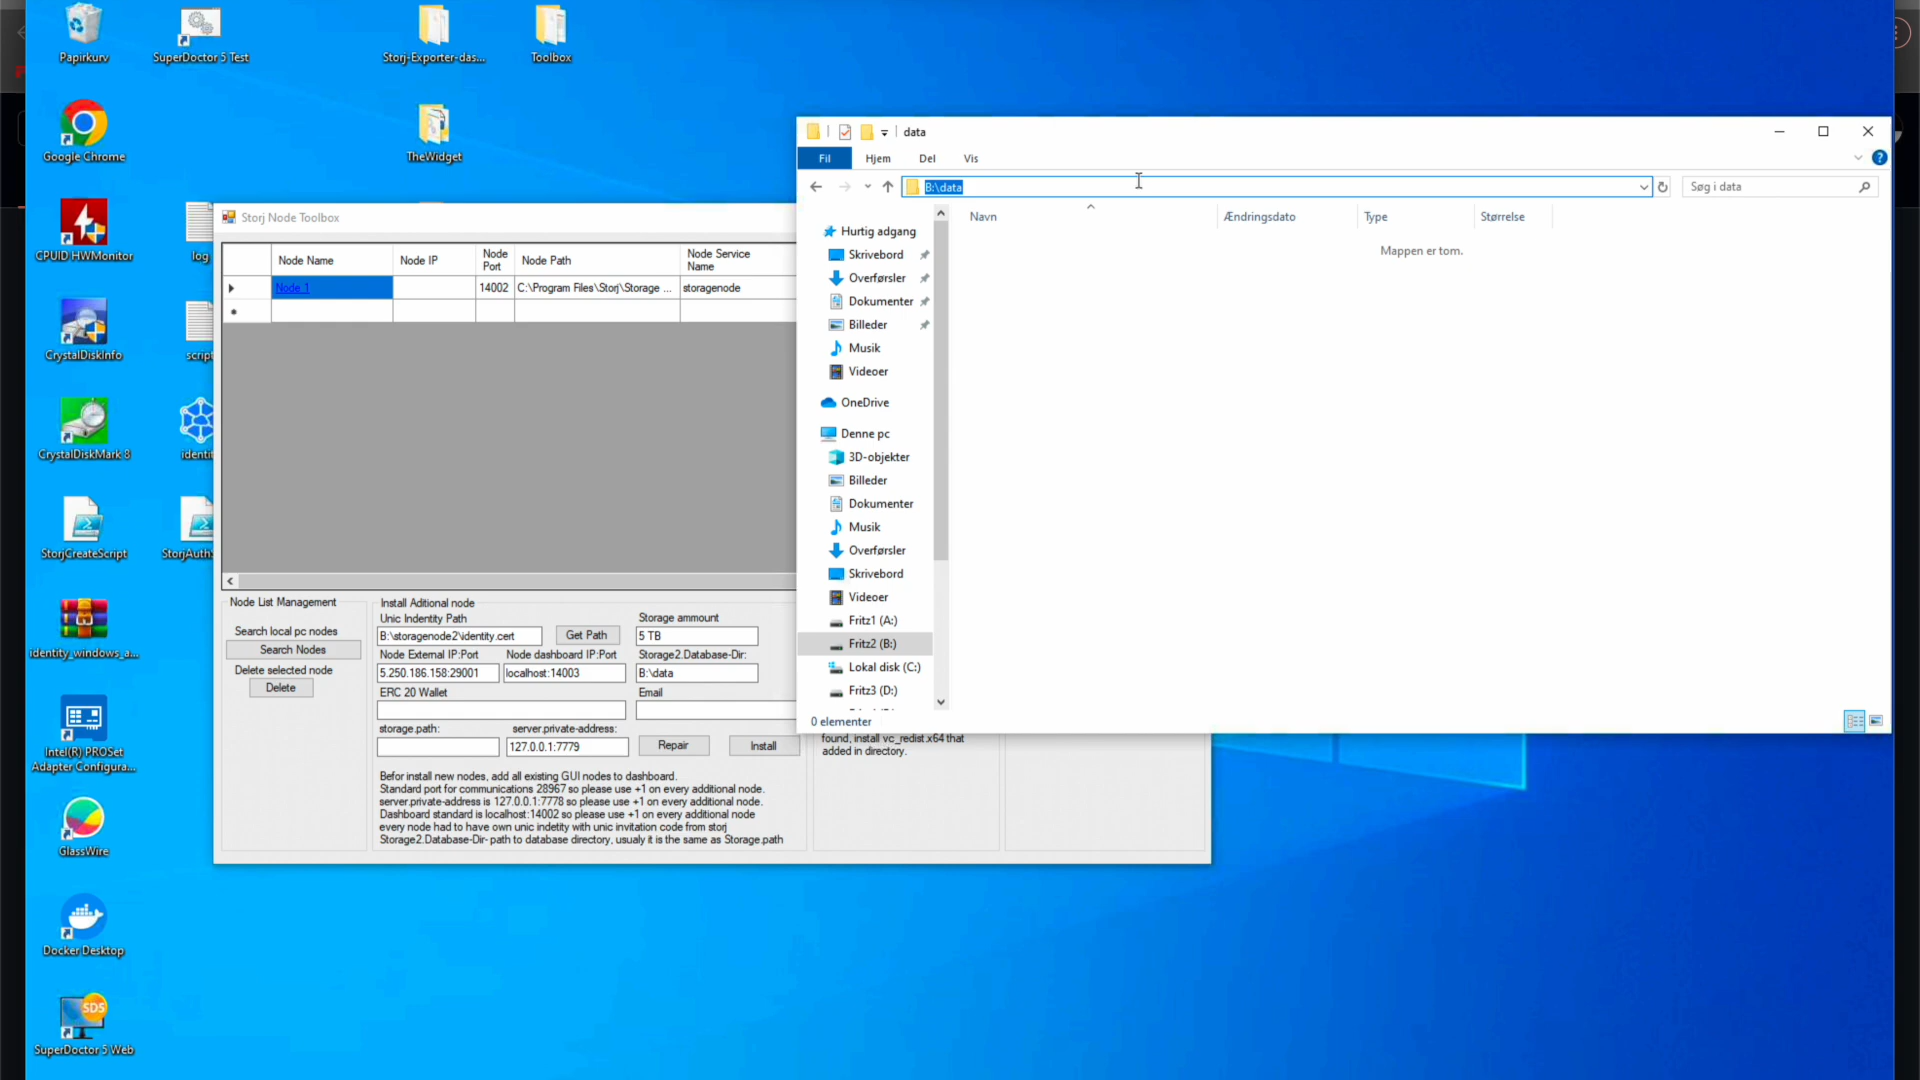 Papirkurv
SuperDoctor 5 Test
Storj-Exporter-das...
Toolbox
Google Chrome
TheWidget
CPUID HWMonitor
log
CrystalDiskInfo
script
CrystalDiskMark 8
identit
StorjCreateScript
StorjAuth
identity_windows_a...
Intel(R) PROSet
Adapter Configura...
GlassWire
Docker Desktop
SDS
SuperDoctor 5 Web
Storj Node Toolbox
Node Name
Node IP
Node
Port
Node Path
Node Service
Name
Node 1
14002
C:\Program Files\Storj\Storage ...
storagenode
Node List Management
Search local pc nodes
Search Nodes
Delete selected node
Delete
Install Aditional node
Unic Indentity Path
B:\storagenode2\identity.cert
Get Path
Storage ammount
5 TB
Node External IP:Port
Node dashboard IP:Port
Storage2.Database-Dir:
5.250.186.158:29001
localhost:14003
B:\data
ERC 20 Wallet
Email
storage.path:
server.private-address:
127.0.0.1:7779
Repair
Install
Befor install new nodes, add all existing GUI nodes to dashboard.
Standard port for communications 28967 so please use +1 on every additional node.
server.private-address is 127.0.0.1:7778 so please use +1 on every additional node.
Dashboard standard is localhost:14002 so please use +1 on every additional node
every node had to have own unic indetity with unic invitation code from storj
Storage2.Database-Dir- path to database directory, usualy it is the same as Storage.path
found, install vc_redist.x64 that
added in directory.
data
Fil
Hjem
Del
Vis
B:\data
Søg i data
Navn
Ændringsdato
Type
Størrelse
Mappen er tom.
Hurtig adgang
Skrivebord
Overførsler
Dokumenter
Billeder
Musik
Videoer
OneDrive
Denne pc
3D-objekter
Billeder
Dokumenter
Musik
Overførsler
Skrivebord
Videoer
Fritz1 (A:)
Fritz2 (B:)
Lokal disk (C:)
Fritz3 (D:)
0 elementer